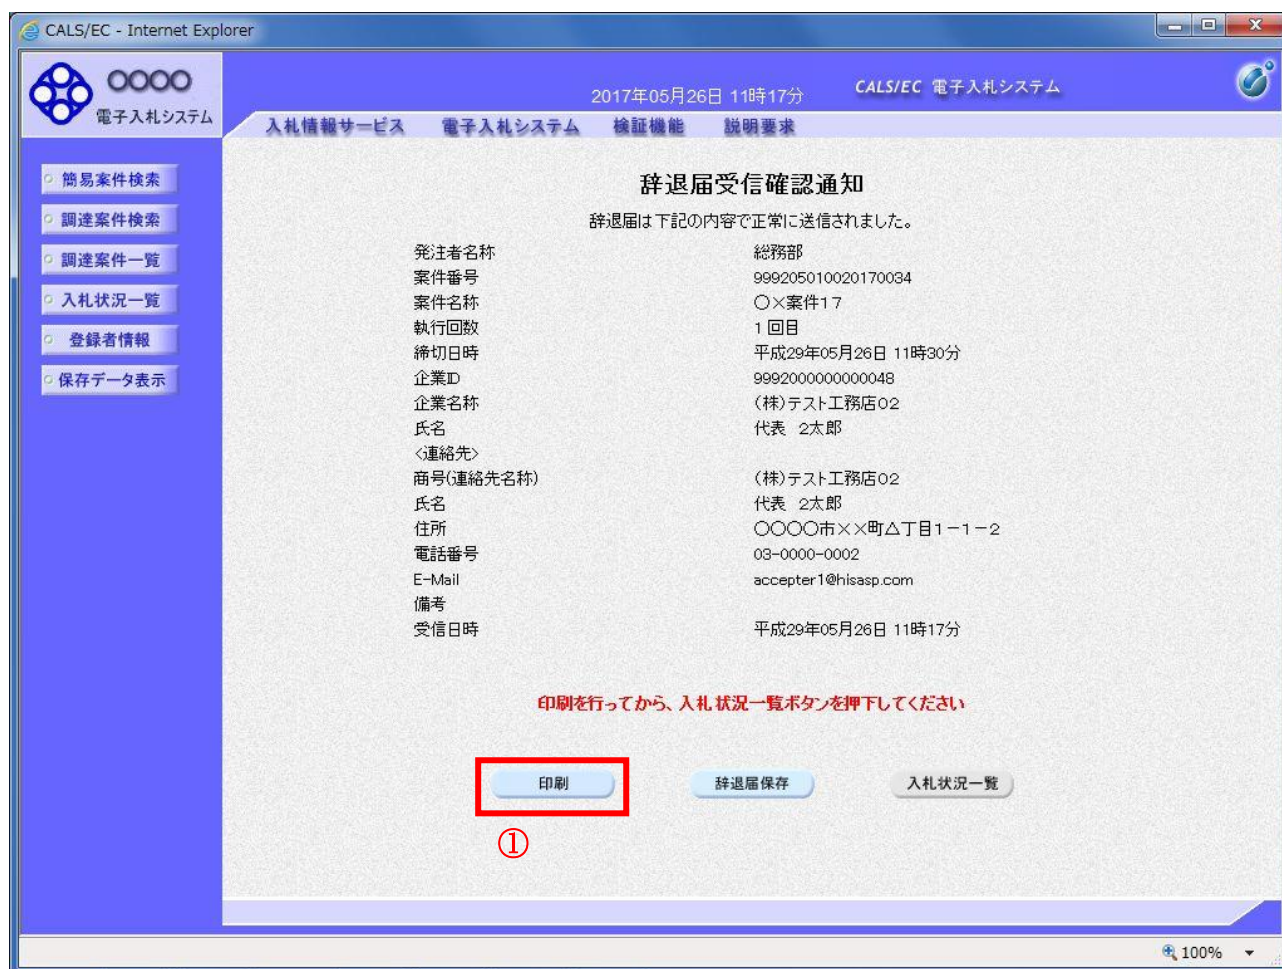 CALS/EC - Internet Explorer
〇〇〇〇
電子入札システム
2017年05月26日 11時17分
CALS/EC 電子入札システム
入札情報サービス 電子入札システム 検証機能 説明要求
簡易案件検索
調達案件検索
調達案件一覧
入札状況一覧
登録者情報
保存データ表示
辞退届受信確認通知
辞退届は下記の内容で正常に送信されました。
発注者名称 総務部
案件番号 999205010020170034
案件名称 〇×案件17
執行回数 1回目
締切日時 平成29年05月26日 11時30分
企業ID 9992000000000048
企業名称 (株)テスト工務店02
氏名 代表 2太郎
<連絡先>
商号(連絡先名称) (株)テスト工務店02
氏名 代表 2太郎
住所 〇〇〇〇市××町△丁目1-1-2
電話番号 03-0000-0002
E-Mail accepter1@hisasp.com
備考
受信日時 平成29年05月26日 11時17分
印刷を行ってから、入札状況一覧ボタンを押下してください
印刷 辞退届保存 入札状況一覧
①
100%